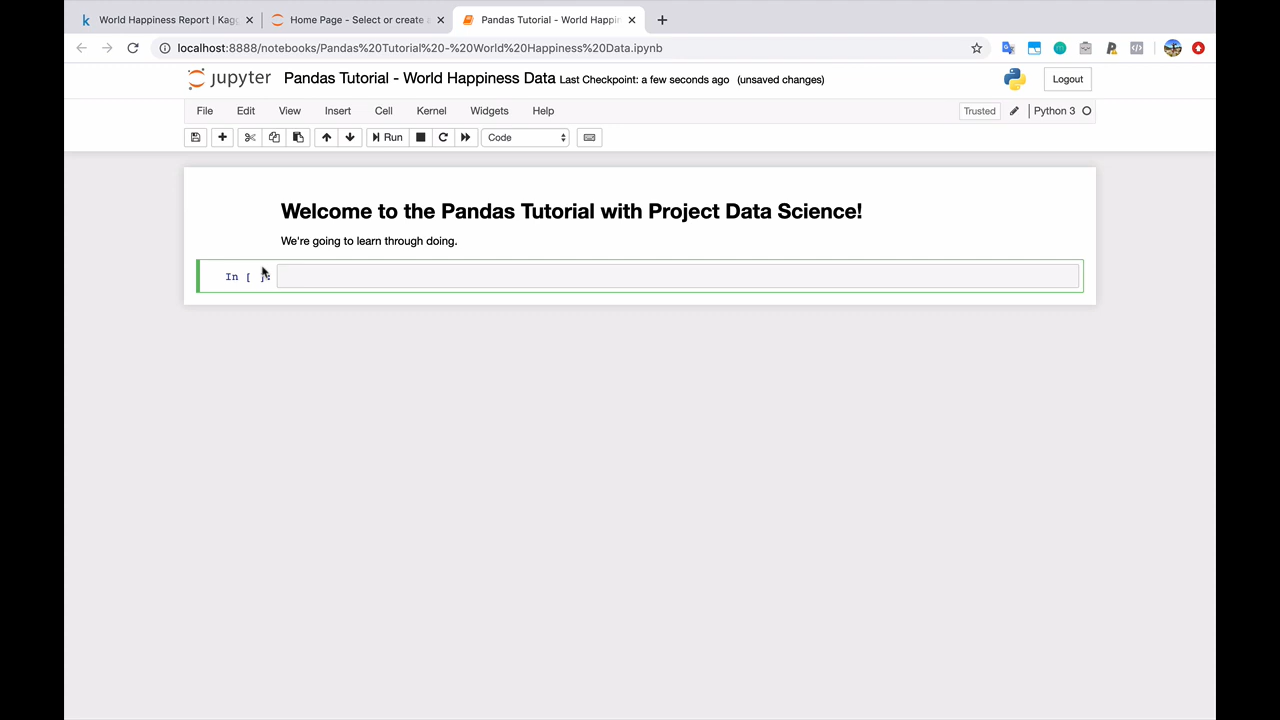 World Happiness Report | Kagg
Home Page - Select or create a
Pandas Tutorial - World Happin
localhost:8888/notebooks/Pandas%20Tutorial%20-%20World%20Happiness%20Data.ipynb
jupyter Pandas Tutorial - World Happiness Data Last Checkpoint: a few seconds ago (unsaved changes) Logout
File Edit View Insert Cell Kernel Widgets Help Trusted Python 3
Run Code
Welcome to the Pandas Tutorial with Project Data Science!
We're going to learn through doing.
In [ ]: